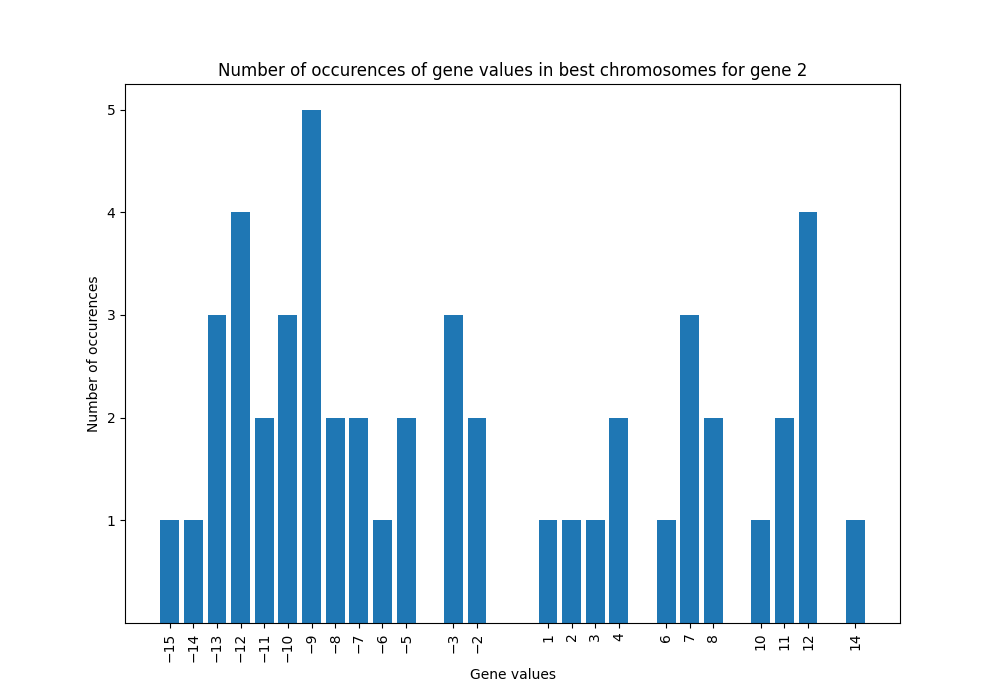 Number of occurences of gene values in best chromosomes for gene 2
Number of occurences
5
4
3
2
1
−15 −14 −13 −12 −11 −10 −9 −8 −7 −6 −5 −3 −2 1 2 3 4 6 7 8 10 11 12 14
Gene values